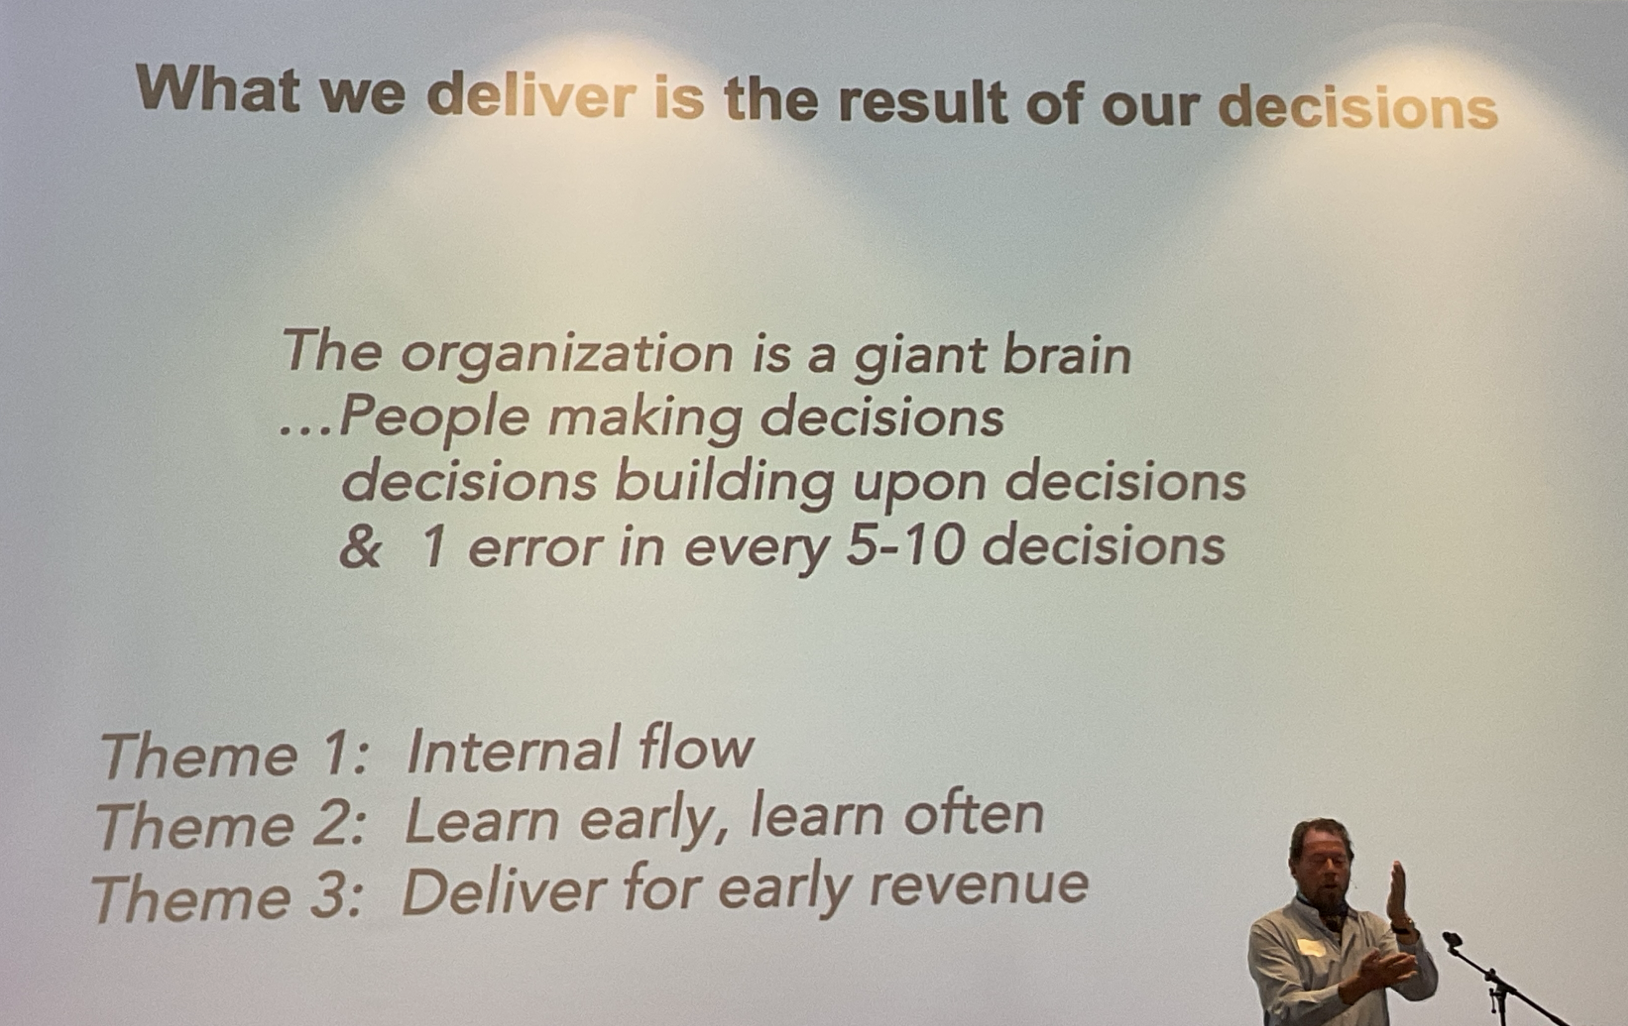 What we deliver is the result of our decisions
The organization is a giant brain
...People making decisions
decisions building upon decisions
& 1 error in every 5-10 decisions
Theme 1: Internal flow
Theme 2: Learn early, learn often
Theme 3: Deliver for early revenue